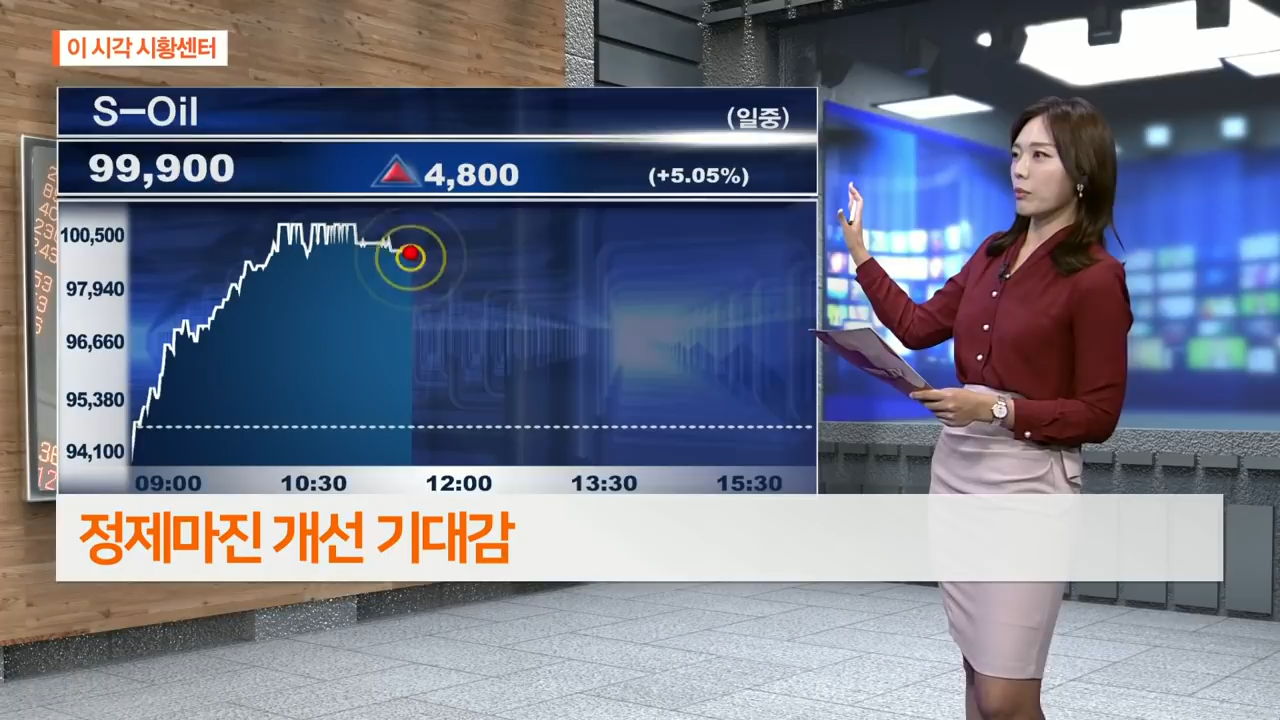 이 시각 시황센터
S-Oil
(일중)
99,900 ▲ 4,800 (+5.05%)
100,500
97,940
96,660
95,380
94,100
09:00 10:30 12:00 13:30 15:30
정제마진 개선 기대감